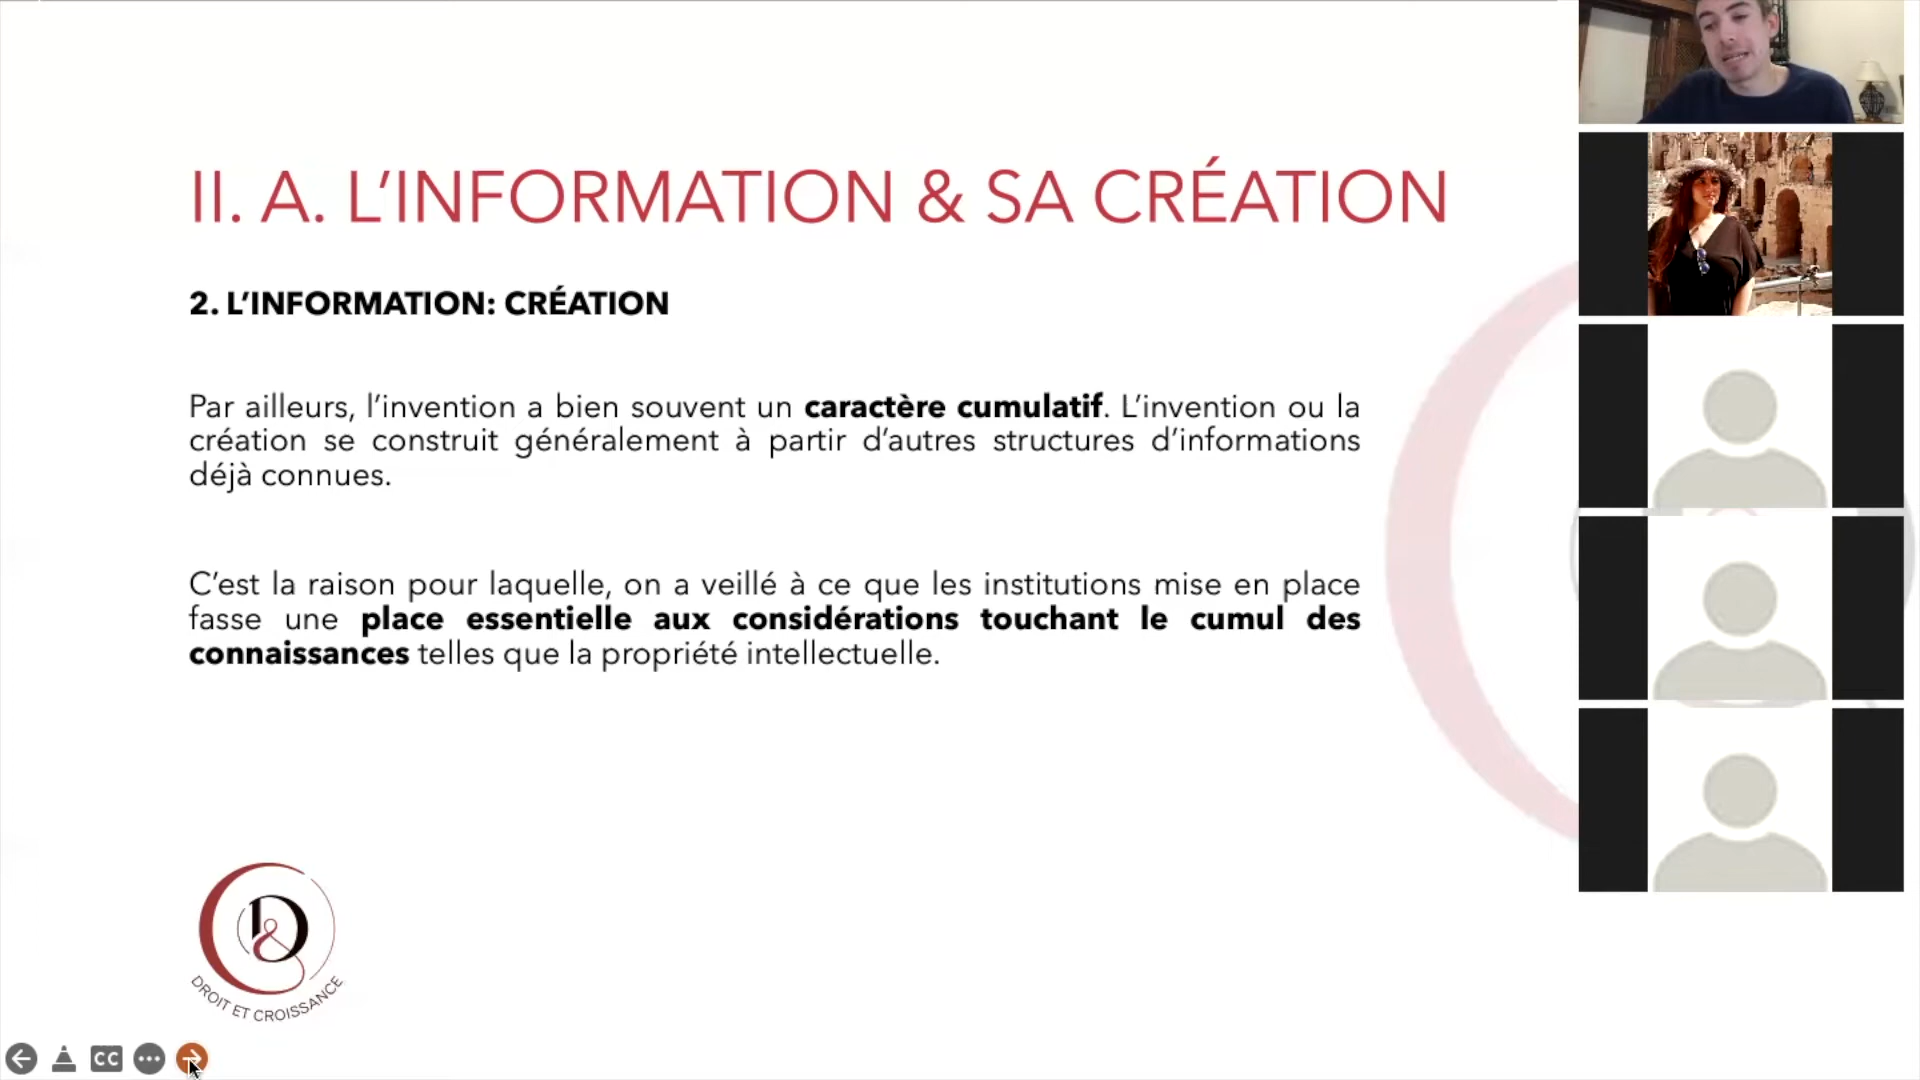 II. A. L’INFORMATION & SA CRÉATION
2. L’INFORMATION: CRÉATION
Par ailleurs, l’invention a bien souvent un caractère cumulatif. L’invention ou la
création se construit généralement à partir d’autres structures d’informations
déjà connues.
C’est la raison pour laquelle, on a veillé à ce que les institutions mise en place
fasse une place essentielle aux considérations touchant le cumul des
connaissances telles que la propriété intellectuelle.
D&
DROIT ET CROISSANCE
CC